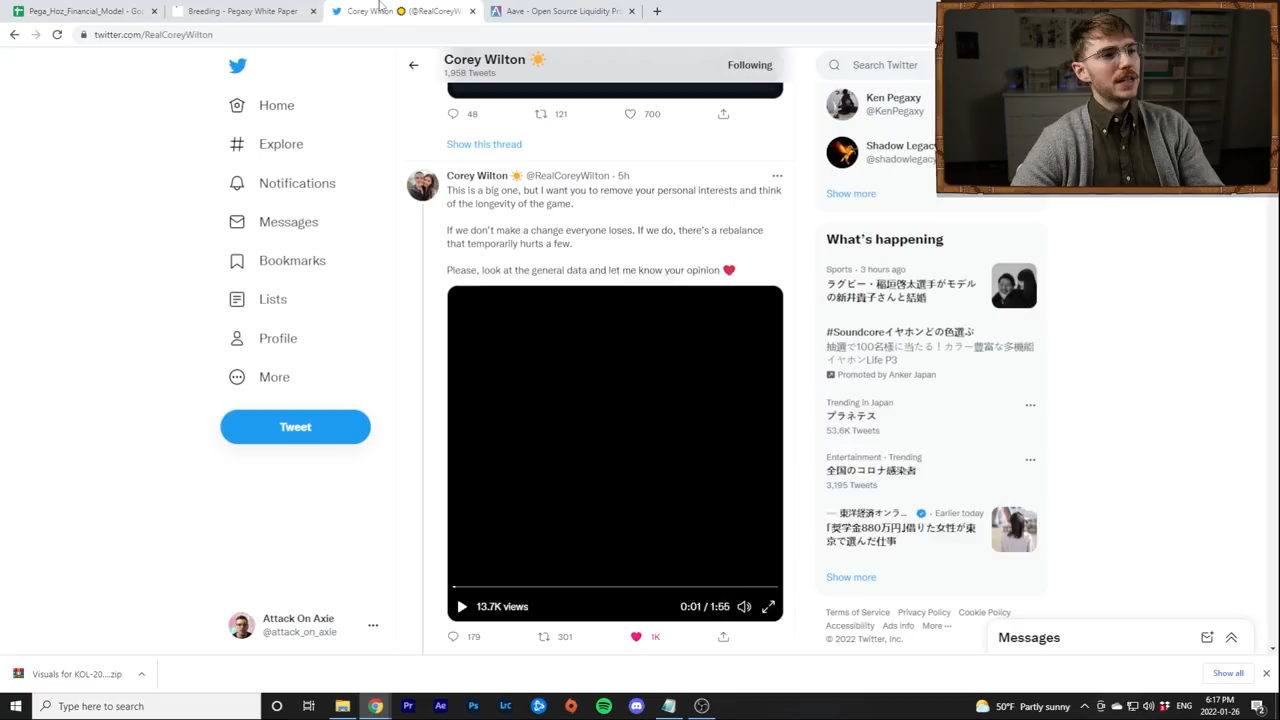 Pega_Hoz_Financial_Model - Go
Breeding - Pegaxy White Paper
Corey Wilton 🟡 (@RealCoreyW
Aave - Open Source Liquidity Pro
twitter.com/RealCoreyWilton
Corey Wilton ☀️
1,958 Tweets
Following
Search Twitter
Home
Explore
Notifications
Messages
Bookmarks
Lists
Profile
More
Tweet
Attack On Axie
@attack_on_axie
48
121
700
Show this thread
Corey Wilton ☀️ @RealCoreyWilton · 5h
This is a big one, but I want you to remove your personal interests and think
of the longevity of the game.
If we don't make a change everyone loses. If we do, there's a rebalance
that temporarily hurts a few.
Please, look at the general data and let me know your opinion ❤️
13.7K views
0:01 / 1:55
179
301
1K
Ken Pegaxy
@KenPegaxy
Shadow Legacy
@shadowlegacy
Show more
What's happening
Sports · 3 hours ago
ラグビー・稲垣啓太選手がモデル
の新井貴子さんと結婚
#Soundcoreイヤホンどの色選ぶ
抽選で100名様に当たる！カラー豊富な多機能
イヤホンLife P3
Promoted by Anker Japan
Trending in Japan
プラネテス
53.6K Tweets
Entertainment · Trending
全国のコロナ感染者
3,195 Tweets
東洋経済オンラ...
· Earlier today
「奨学金880万円」借りた女性が東
京で選んだ仕事
Show more
Terms of Service Privacy Policy Cookie Policy
Accessibility Ads info More ···
© 2022 Twitter, Inc.
Messages
Visuals for KOL-20....zip
Show all
Type here to search
Pr
Ae
Ps
Lrc
50°F Partly sunny
ENG
6:17 PM
2022-01-26
2